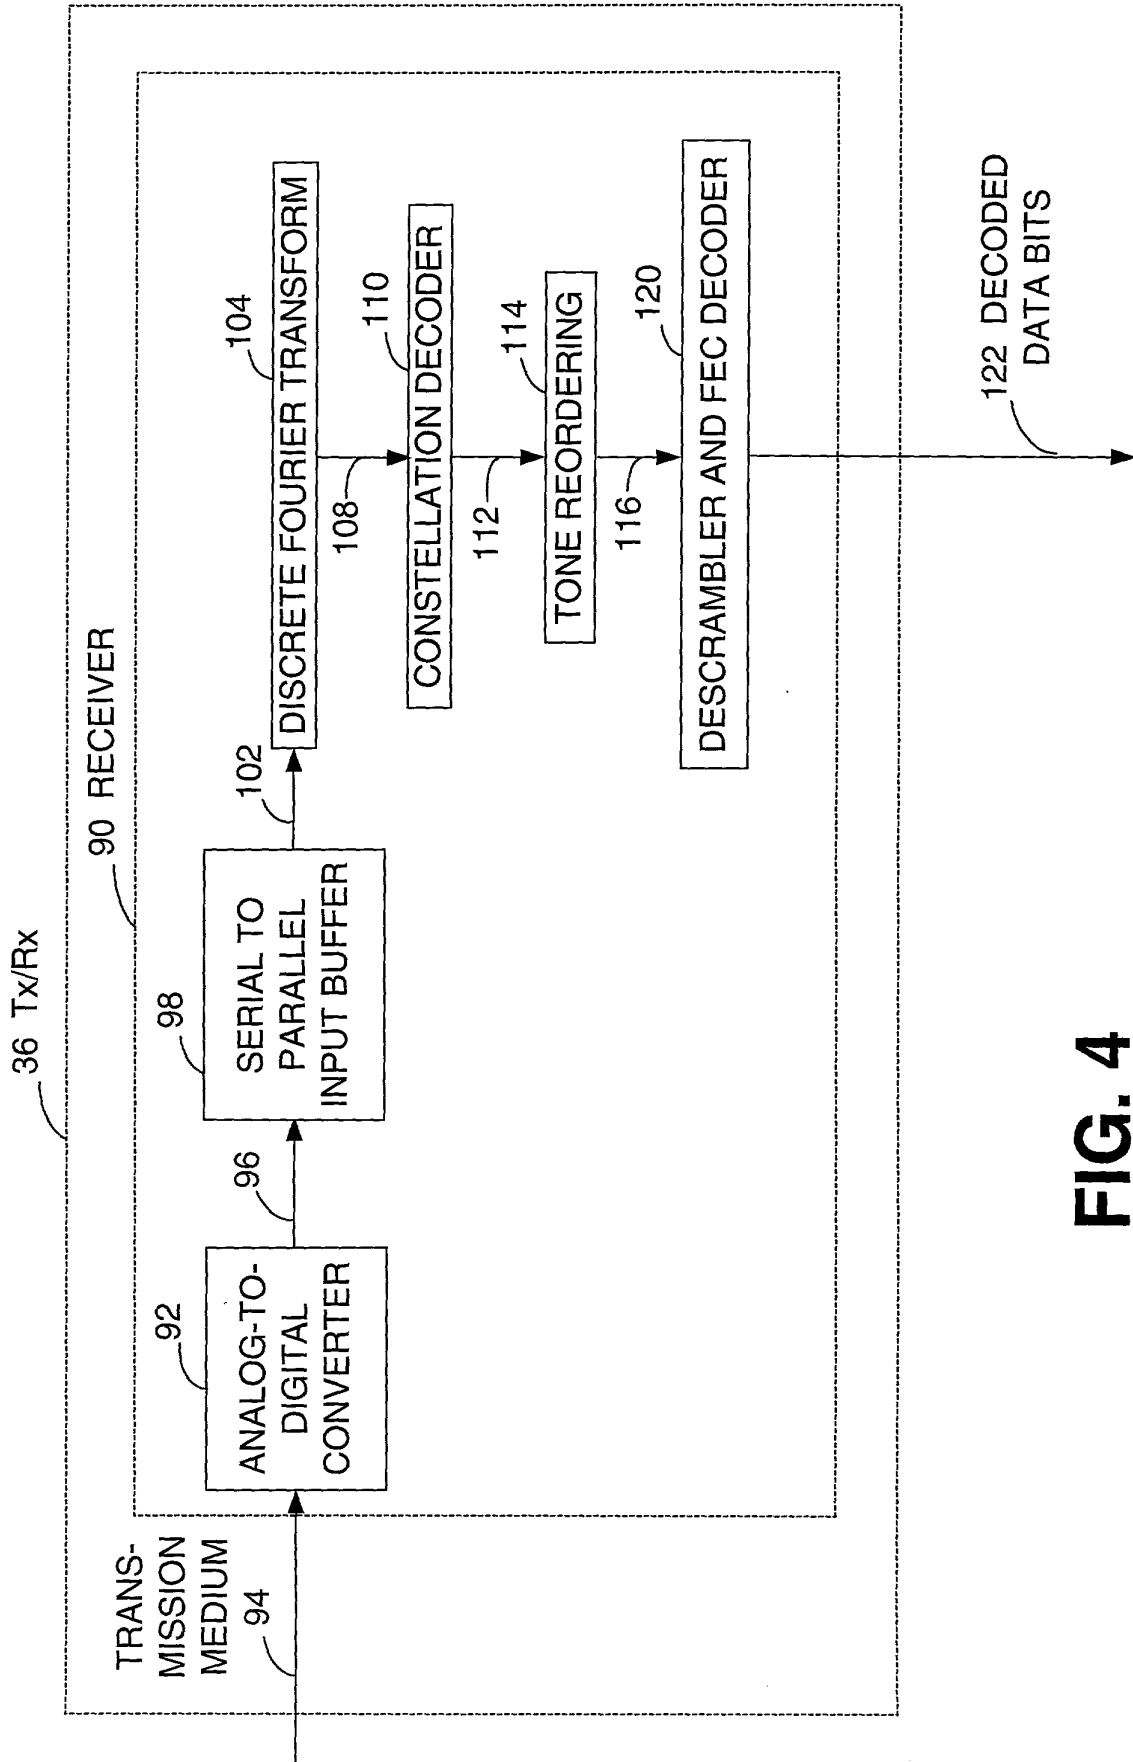 36 Tx/Rx
90 RECEIVER
TRANS-
MISSION
MEDIUM
94
92
ANALOG-TO-
DIGITAL
CONVERTER
96
98
SERIAL TO
PARALLEL
INPUT BUFFER
102
104
DISCRETE FOURIER TRANSFORM
108
110
CONSTELLATION DECODER
112
114
TONE REORDERING
116
120
DESCRAMBLER AND FEC DECODER
122 DECODED
DATA BITS
FIG. 4